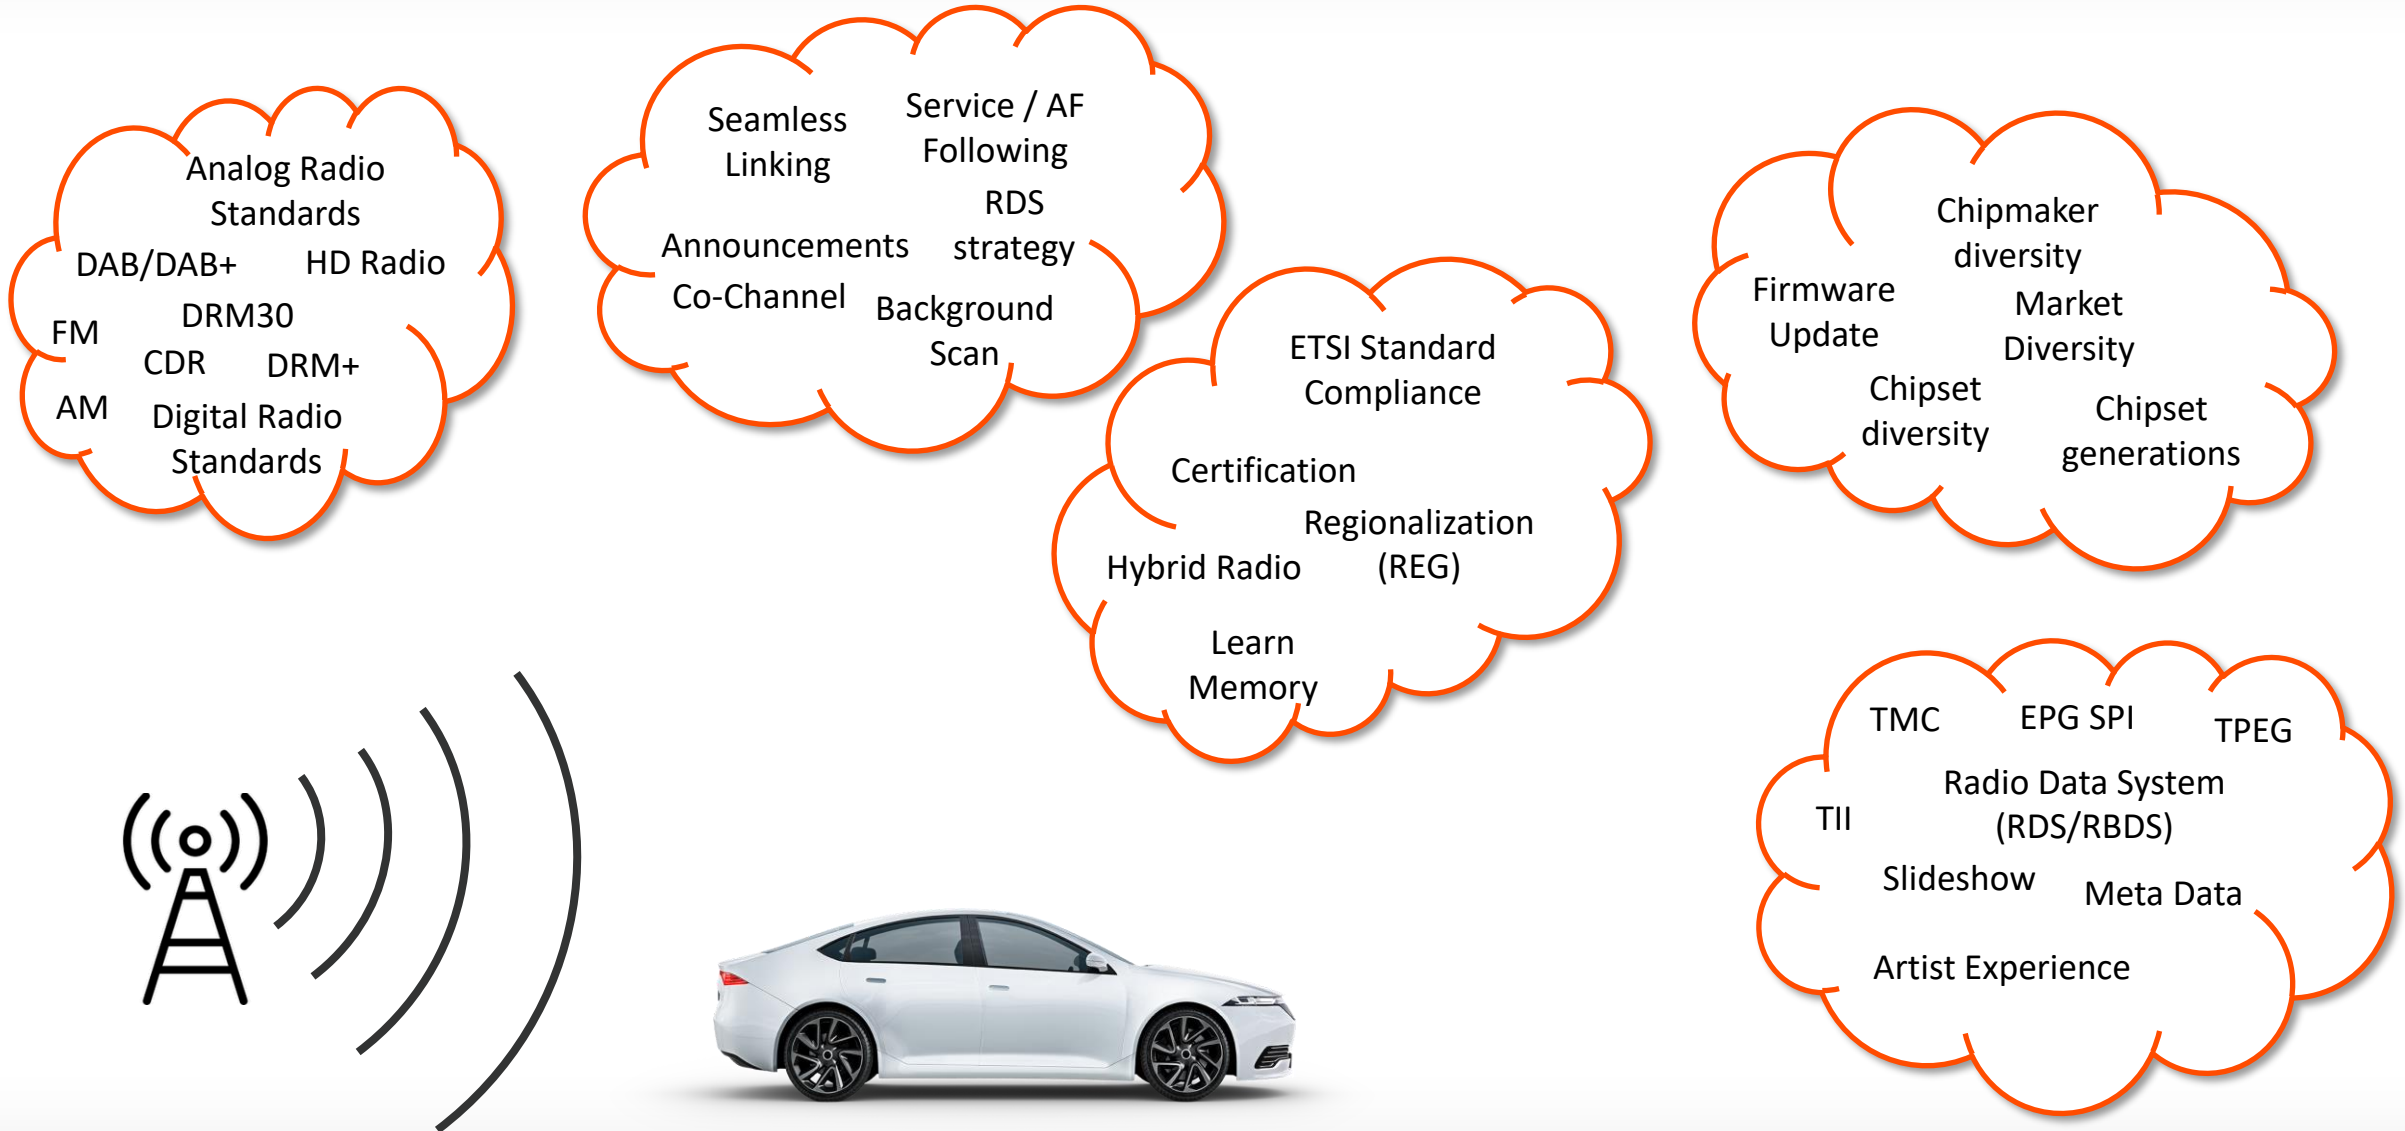 Analog Radio
Standards
DAB/DAB+
HD Radio
DRM30
FM
CDR
DRM+
AM
Digital Radio
Standards
Seamless
Linking
Service / AF
Following
RDS
strategy
Announcements
Co-Channel
Background
Scan
ETSI Standard
Compliance
Certification
Regionalization
(REG)
Hybrid Radio
Learn
Memory
Chipmaker
diversity
Firmware
Update
Market
Diversity
Chipset
diversity
Chipset
generations
TMC
EPG SPI
TPEG
Radio Data System
(RDS/RBDS)
TII
Slideshow
Meta Data
Artist Experience